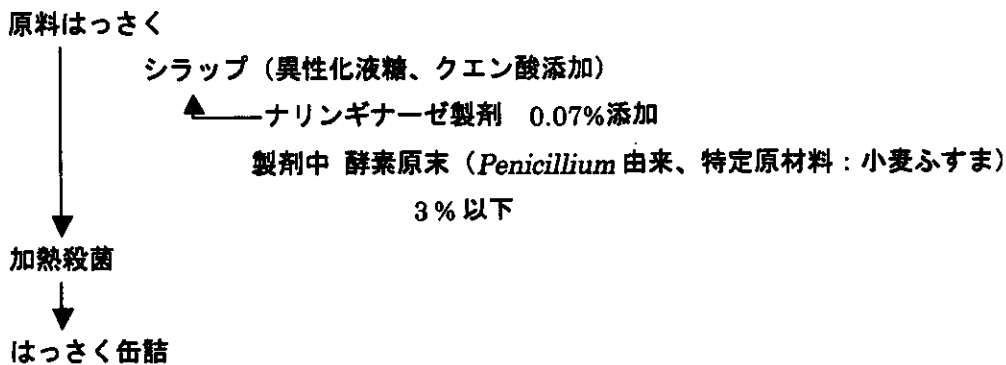 原料はっさく
シラップ（異性化液糖、クエン酸添加）
ナリンギナーゼ製剤　0.07%添加
製剤中 酵素原末（Penicillium 由来、特定原材料：小麦ふすま）
3％以下
加熱殺菌
はっさく缶詰